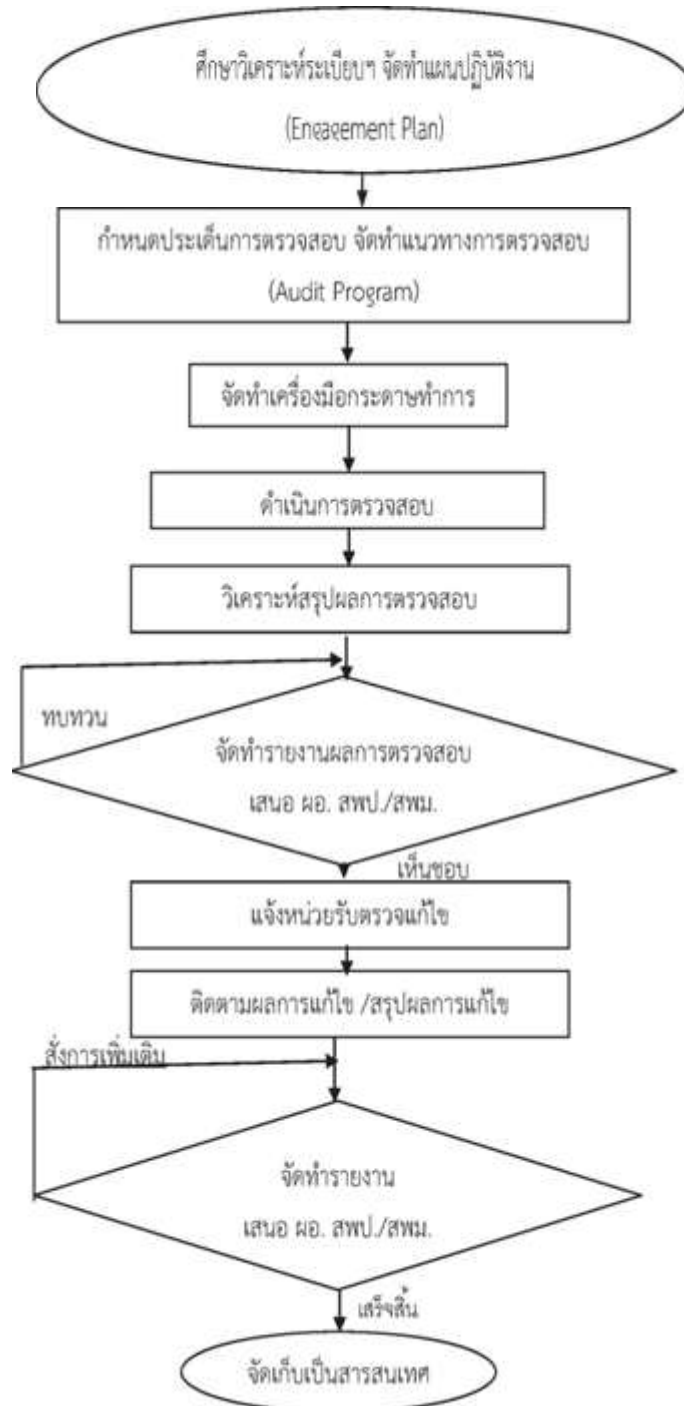 ศึกษาวิเคราะห์ระเบียบฯ จัดทำแผนปฏิบัติงาน
(Engagement Plan)
กำหนดประเด็นการตรวจสอบ จัดทำแนวทางการตรวจสอบ
(Audit Program)
จัดทำเครื่องมือกระดาษทำการ
ดำเนินการตรวจสอบ
วิเคราะห์สรุปผลการตรวจสอบ
ทบทวน
จัดทำรายงานผลการตรวจสอบ
เสนอ ผอ. สพป./สพม.
เห็นชอบ
แจ้งหน่วยรับตรวจแก้ไข
ติดตามผลการแก้ไข /สรุปผลการแก้ไข
สั่งการเพิ่มเติม
จัดทำรายงาน
เสนอ ผอ. สพป./สพม.
เสร็จสิ้น
จัดเก็บเป็นสารสนเทศ